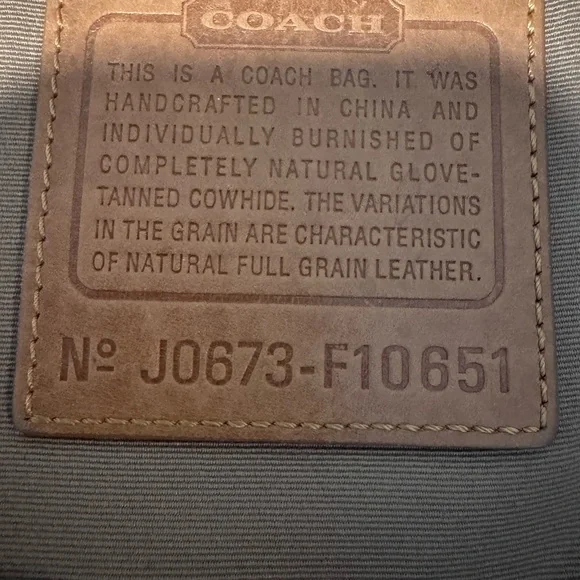 COACH
THIS IS A COACH BAG. IT WAS
HANDCRAFTED IN CHINA AND
INDIVIDUALLY BURNISHED OF
COMPLETELY NATURAL GLOVE-
TANNED COWHIDE. THE VARIATIONS
IN THE GRAIN ARE CHARACTERISTIC
OF NATURAL FULL GRAIN LEATHER.
Nº J0673-F10651